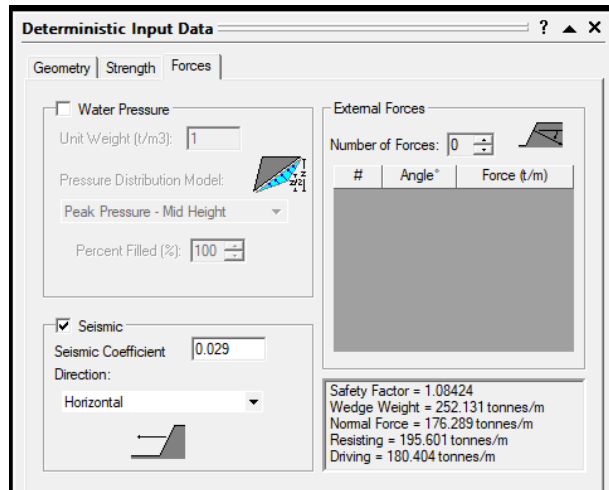 Deterministic Input Data ? ▲ ✕
Geometry Strength Forces
Water Pressure
Unit Weight (t/m3): 1
Pressure Distribution Model:
z
z/2
Peak Pressure - Mid Height
Percent Filled (%): 100
Seismic
Seismic Coefficient 0.029
Direction:
Horizontal
External Forces
Number of Forces: 0
# Angle° Force (t/m)
Safety Factor = 1.08424
Wedge Weight = 252.131 tonnes/m
Normal Force = 176.289 tonnes/m
Resisting = 195.601 tonnes/m
Driving = 180.404 tonnes/m